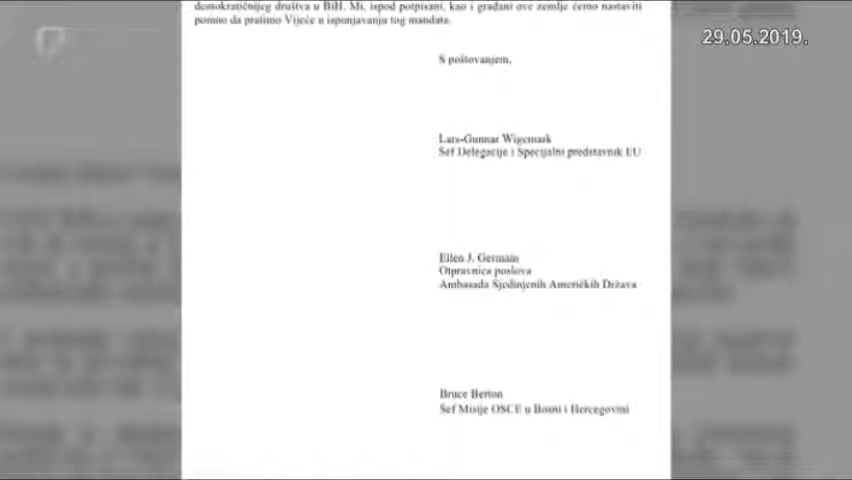 demokratičnijeg društva u BiH. Mi, ispod potpisani, kao i građani ove zemlje ćemo nastaviti
pomno da pratimo Vijeće u ispunjavanju tog mandata.
29.05.2019.
S poštovanjem,
Lars-Gunnar Wigemark
Šef Delegacije i Specijalni predstavnik EU
Ellen J. Germain
Otpravnica poslova
Ambasada Sjedinjenih Američkih Država
Bruce Berton
Šef Misije OSCE u Bosni i Hercegovini